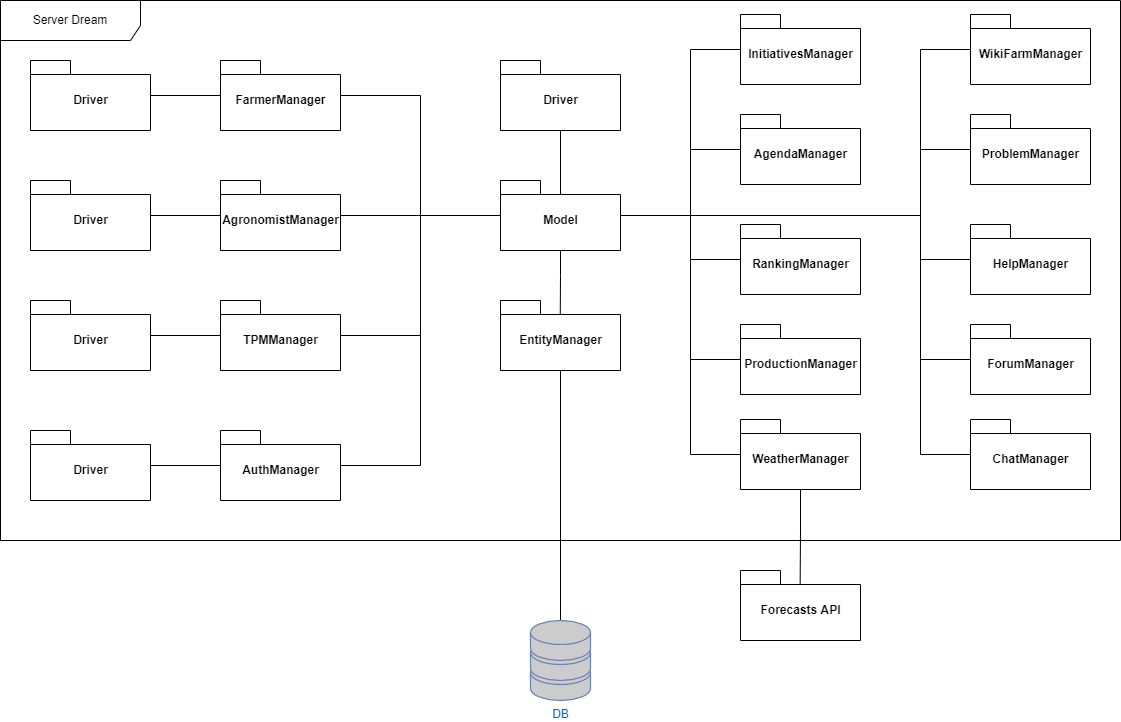 Server Dream
InitiativesManager
WikiFarmManager
Driver
FarmerManager
Driver
AgendaManager
ProblemManager
Driver
AgronomistManager
Model
RankingManager
HelpManager
Driver
TPMManager
EntityManager
ProductionManager
ForumManager
Driver
AuthManager
WeatherManager
ChatManager
Forecasts API
DB